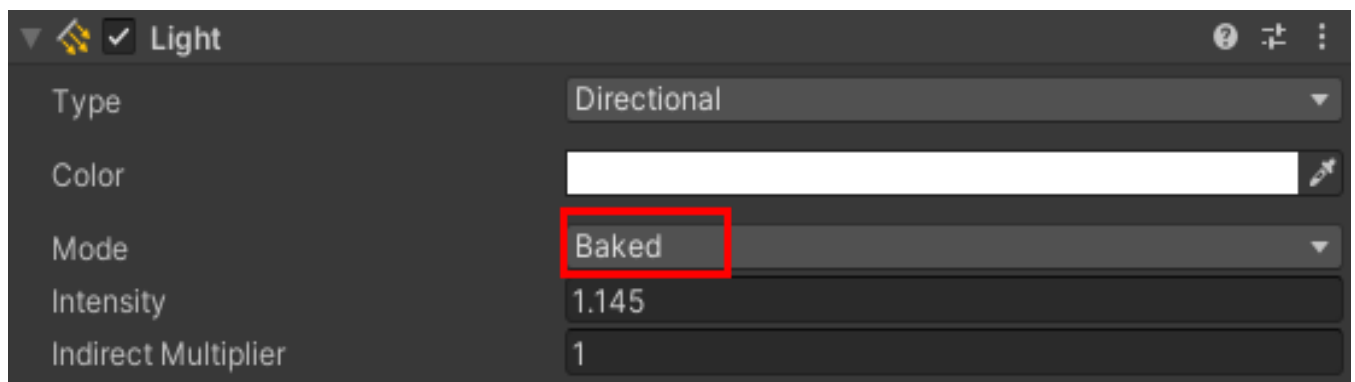 Light
Type Directional
Color
Mode Baked
Intensity 1.145
Indirect Multiplier 1